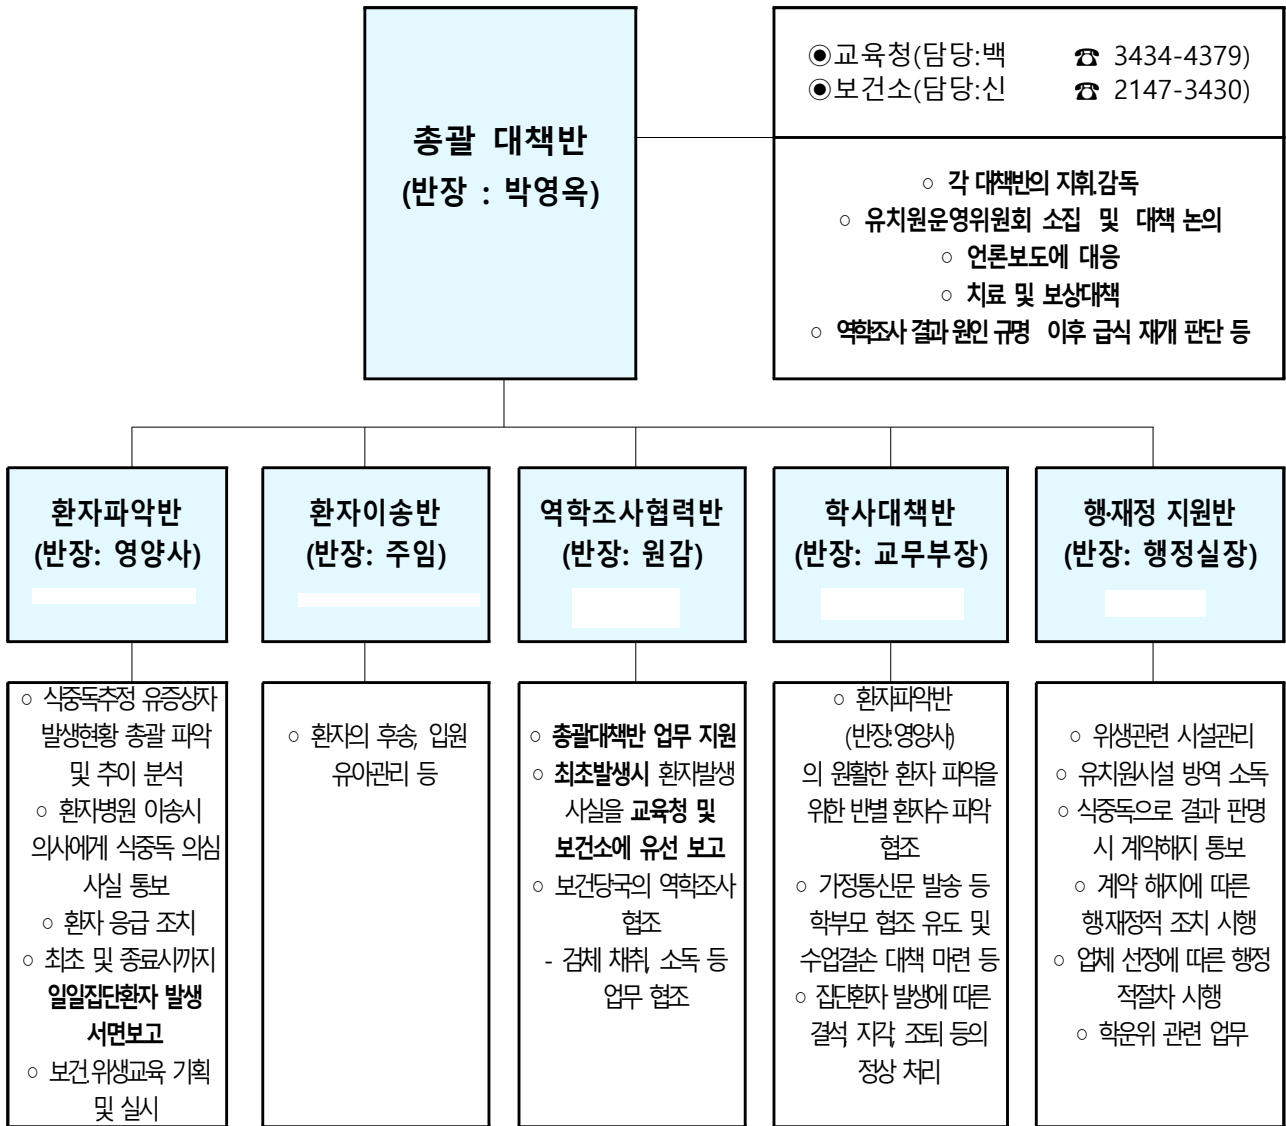 총괄 대책반
(반장 : 박영옥)
◉교육청(담당:백 ☎ 3434-4379)
◉보건소(담당:신 ☎ 2147-3430)
○ 각 대책반의 지휘.감독
○ 유치원운영위원회 소집 및 대책 논의
○ 언론보도에 대응
○ 치료 및 보상대책
○ 역학조사 결과 원인 규명 이후 급식 재개 판단 등
환자파악반
(반장: 영양사)
환자이송반
(반장: 주임)
역학조사협력반
(반장: 원감)
학사대책반
(반장: 교무부장)
행·재정 지원반
(반장: 행정실장)
○ 식중독추정 유증상자
발생현황 총괄 파악
및 추이 분석
○ 환자병원 이송시
의사에게 식중독 의심
사실 통보
○ 환자 응급 조치
○ 최초 및 종료시까지
일일집단환자 발생
서면보고
○ 보건.위생교육 기획
및 실시
○ 환자의 후송, 입원
유아관리 등
○ 총괄대책반 업무 지원
○ 최초발생시 환자발생
사실을 교육청 및
보건소에 유선 보고
○ 보건당국의 역학조사
협조
- 검체 채취, 소독 등
업무 협조
○ 환자파악반
(반장:영양사)
의 원활한 환자 파악을
위한 반별 환자수 파악
협조
○ 가정통신문 발송 등
학부모 협조 유도 및
수업결손 대책 마련 등
○ 집단환자 발생에 따른
결석, 지각, 조퇴 등의
정상 처리
○ 위생관련 시설관리
○ 유치원시설 방역 소독
○ 식중독으로 결과 판명
시 계약해지 통보
○ 계약 해지에 따른
행·재정적 조치 시행
○ 업체 선정에 따른 행정
적절차 시행
○ 학운위 관련 업무